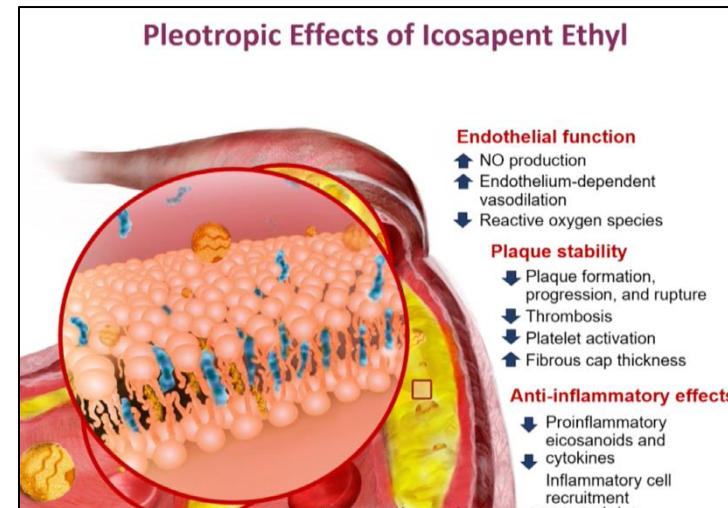 Pleotropic Effects of Icosapent Ethyl
Endothelial function
NO production
Endothelium-dependent
vasodilation
Reactive oxygen species
Plaque stability
Plaque formation,
progression, and rupture
Thrombosis
Platelet activation
Fibrous cap thickness
Anti-inflammatory effects
Proinflammatory
eicosanoids and
cytokines
Inflammatory cell
recruitment